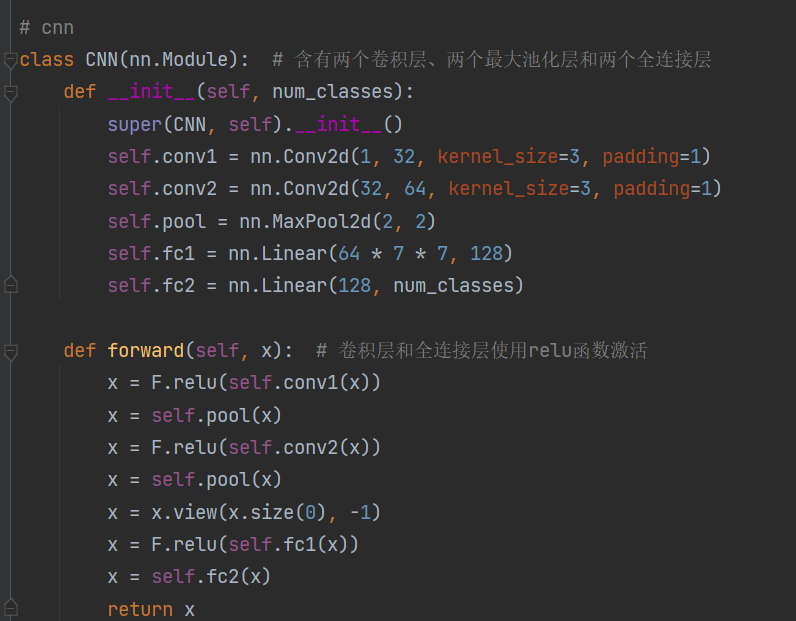 # cnn
class CNN(nn.Module):  # 含有两个卷积层、两个最大池化层和两个全连接层
    def __init__(self, num_classes):
        super(CNN, self).__init__()
        self.conv1 = nn.Conv2d(1, 32, kernel_size=3, padding=1)
        self.conv2 = nn.Conv2d(32, 64, kernel_size=3, padding=1)
        self.pool = nn.MaxPool2d(2, 2)
        self.fc1 = nn.Linear(64 * 7 * 7, 128)
        self.fc2 = nn.Linear(128, num_classes)

    def forward(self, x):  # 卷积层和全连接层使用relu函数激活
        x = F.relu(self.conv1(x))
        x = self.pool(x)
        x = F.relu(self.conv2(x))
        x = self.pool(x)
        x = x.view(x.size(0), -1)
        x = F.relu(self.fc1(x))
        x = self.fc2(x)
        return x